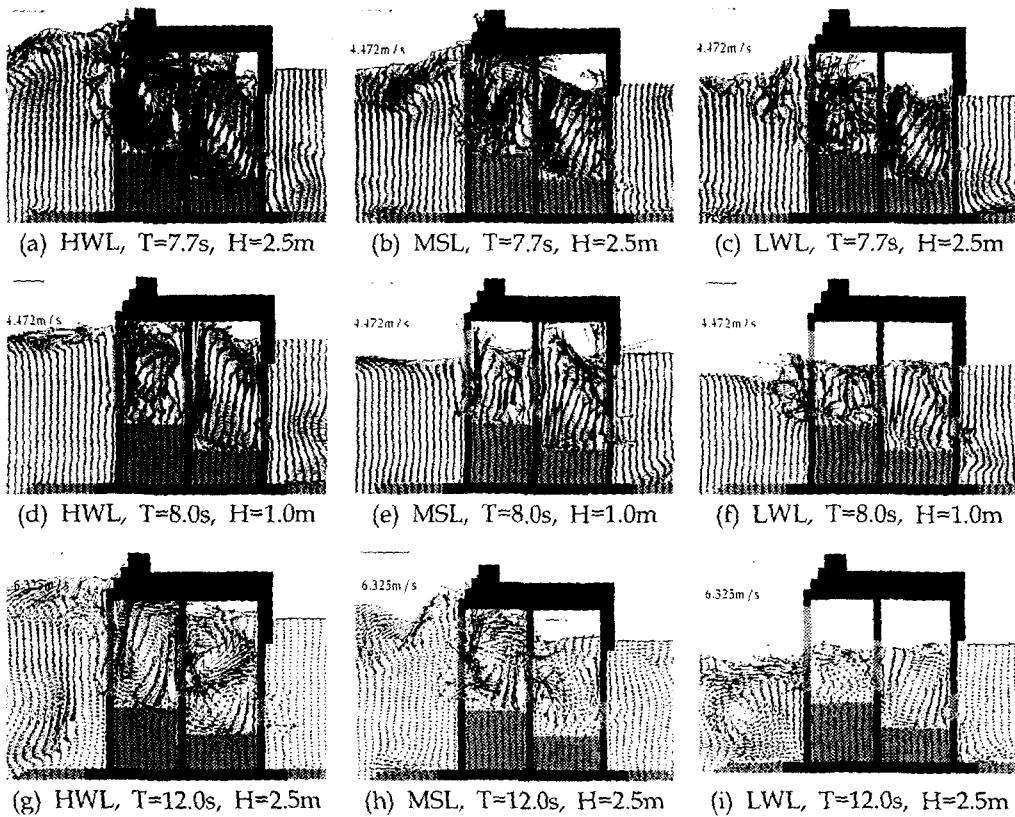 4.472m/s
4.472m/s
(a) HWL, T=7.7s, H=2.5m
(b) MSL, T=7.7s, H=2.5m
(c) LWL, T=7.7s, H=2.5m
4.472m/s
4.472m/s
4.472m/s
(d) HWL, T=8.0s, H=1.0m
(e) MSL, T=8.0s, H=1.0m
(f) LWL, T=8.0s, H=1.0m
6.325m/s
6.325m/s
6.325m/s
(g) HWL, T=12.0s, H=2.5m
(h) MSL, T=12.0s, H=2.5m
(i) LWL, T=12.0s, H=2.5m